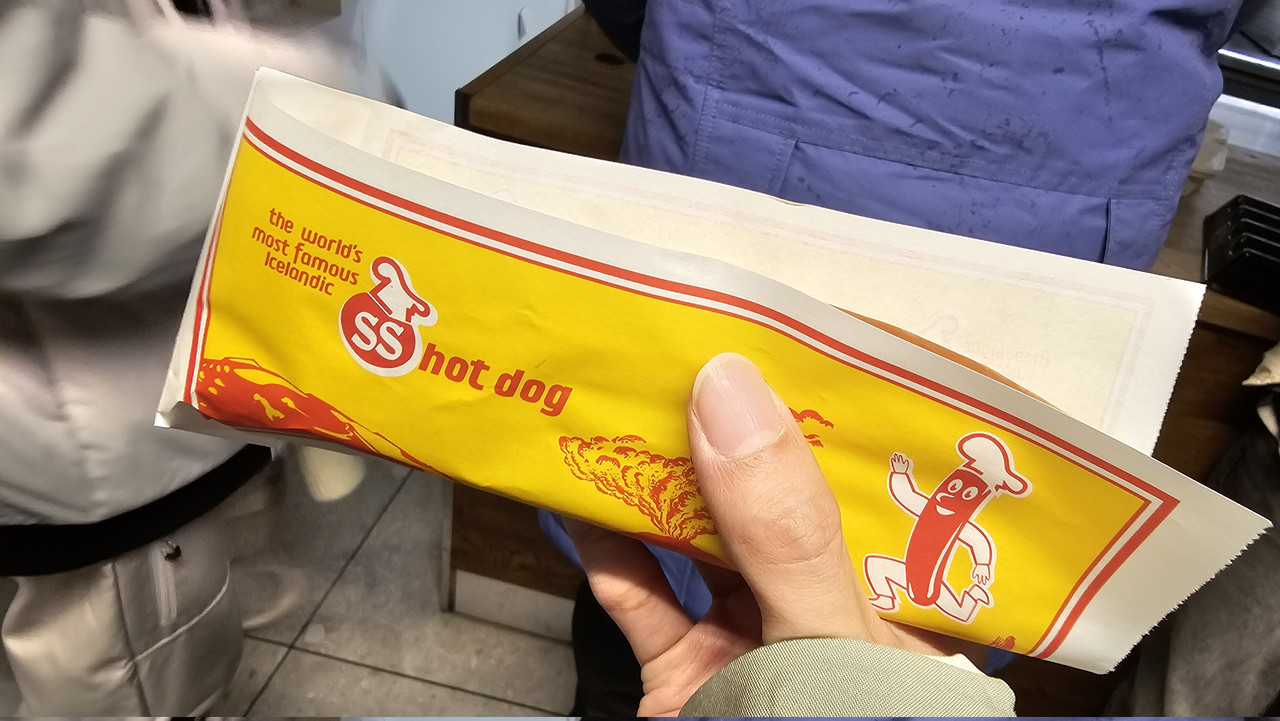 the world's
most famous
Icelandic
SS
hot dog